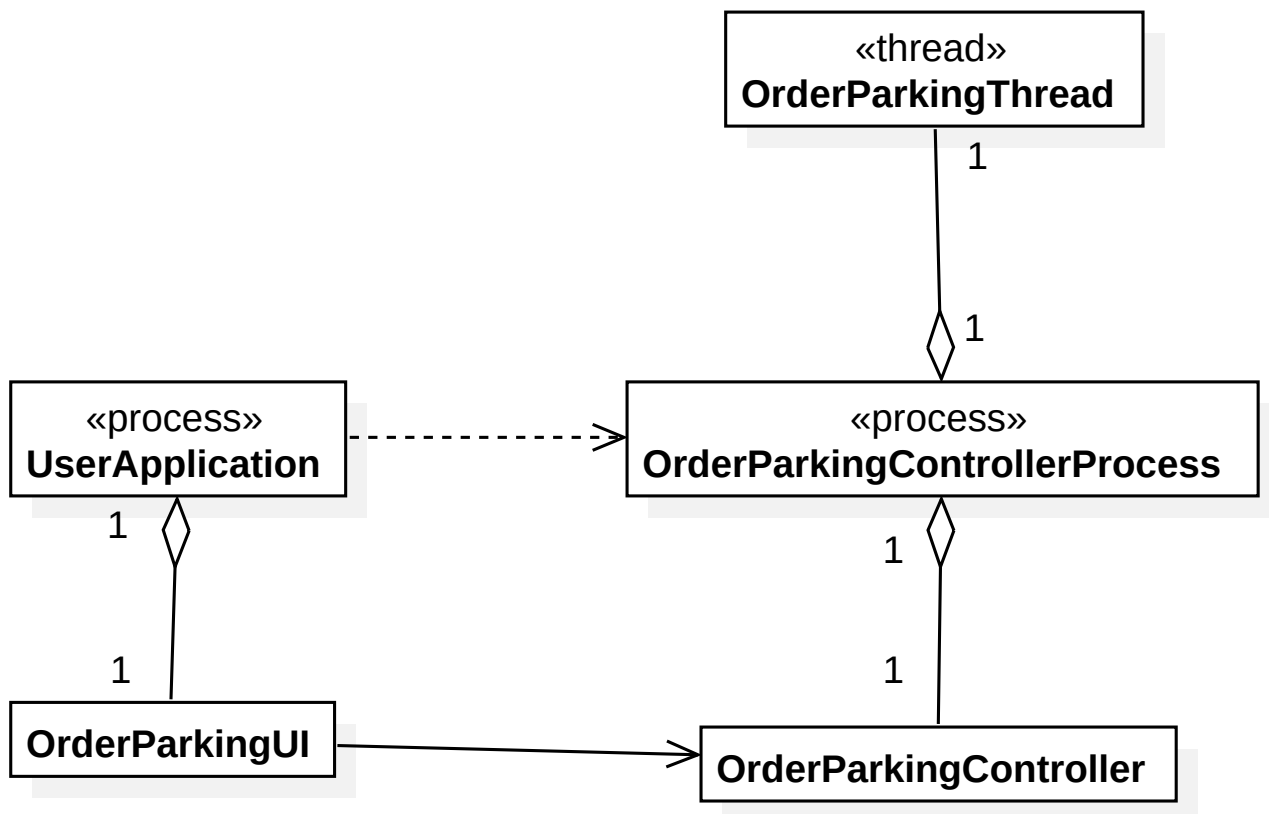 «thread»
OrderParkingThread
1
1
«process»
UserApplication
«process»
OrderParkingControllerProcess
1
1
1
1
OrderParkingUI
OrderParkingController